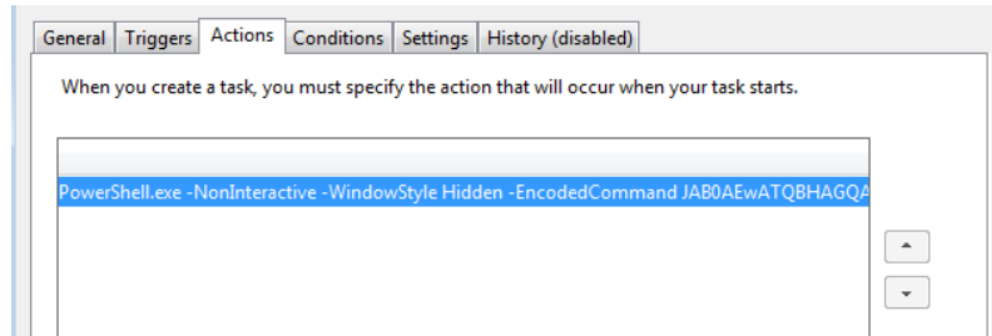 General Triggers Actions Conditions Settings History (disabled)
When you create a task, you must specify the action that will occur when your task starts.
PowerShell.exe -NonInteractive -WindowStyle Hidden -EncodedCommand JAB0AEwATQBHAGQA